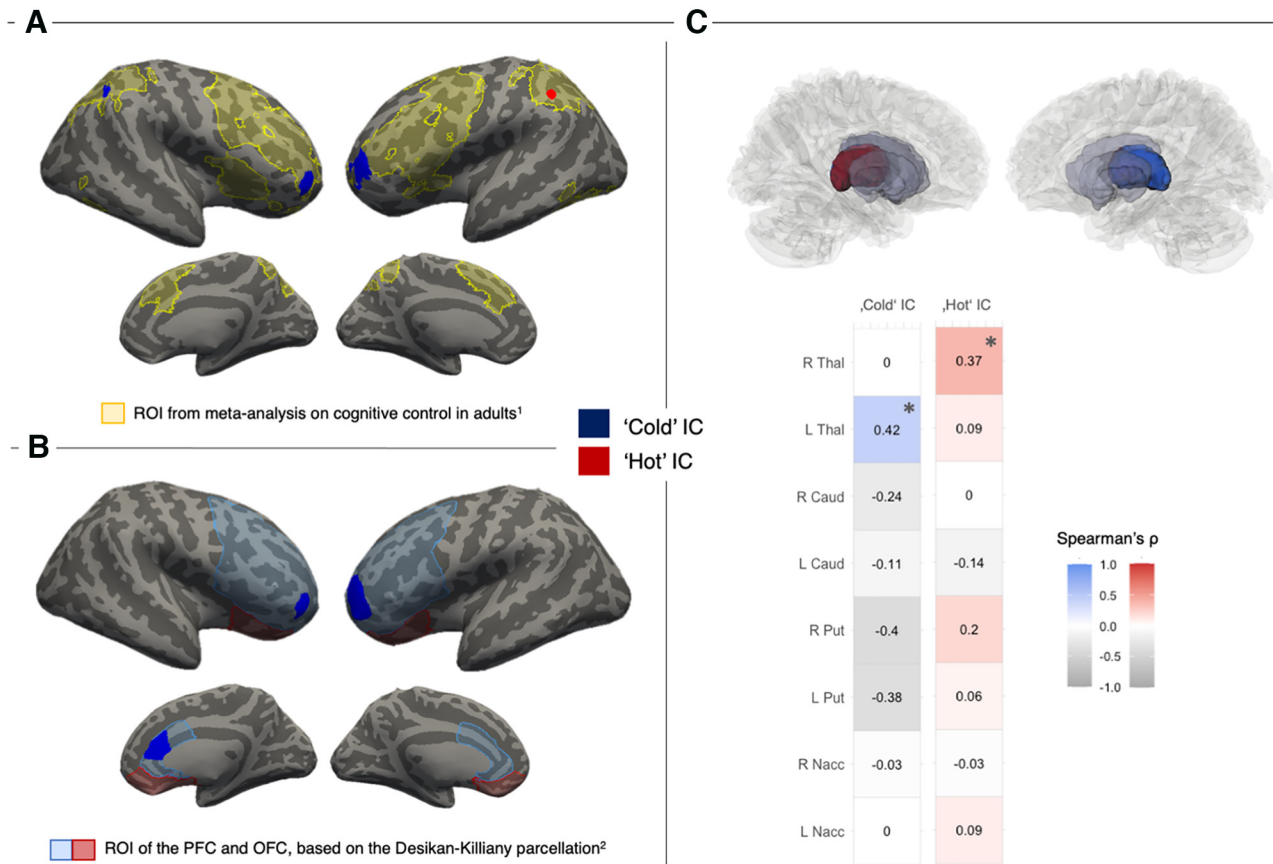 A
C
ROI from meta-analysis on cognitive control in adults¹
'Cold' IC
'Hot' IC
B
ROI of the PFC and OFC, based on the Desikan-Killiany parcellation²
‚Cold‘ IC ‚Hot‘ IC
R Thal 0 0.37 *
L Thal 0.42 * 0.09
R Caud -0.24 0
L Caud -0.11 -0.14
R Put -0.4 0.2
L Put -0.38 0.06
R Nacc -0.03 -0.03
L Nacc 0 0.09
Spearman's ρ
1.0
0.5
0.0
-0.5
-1.0